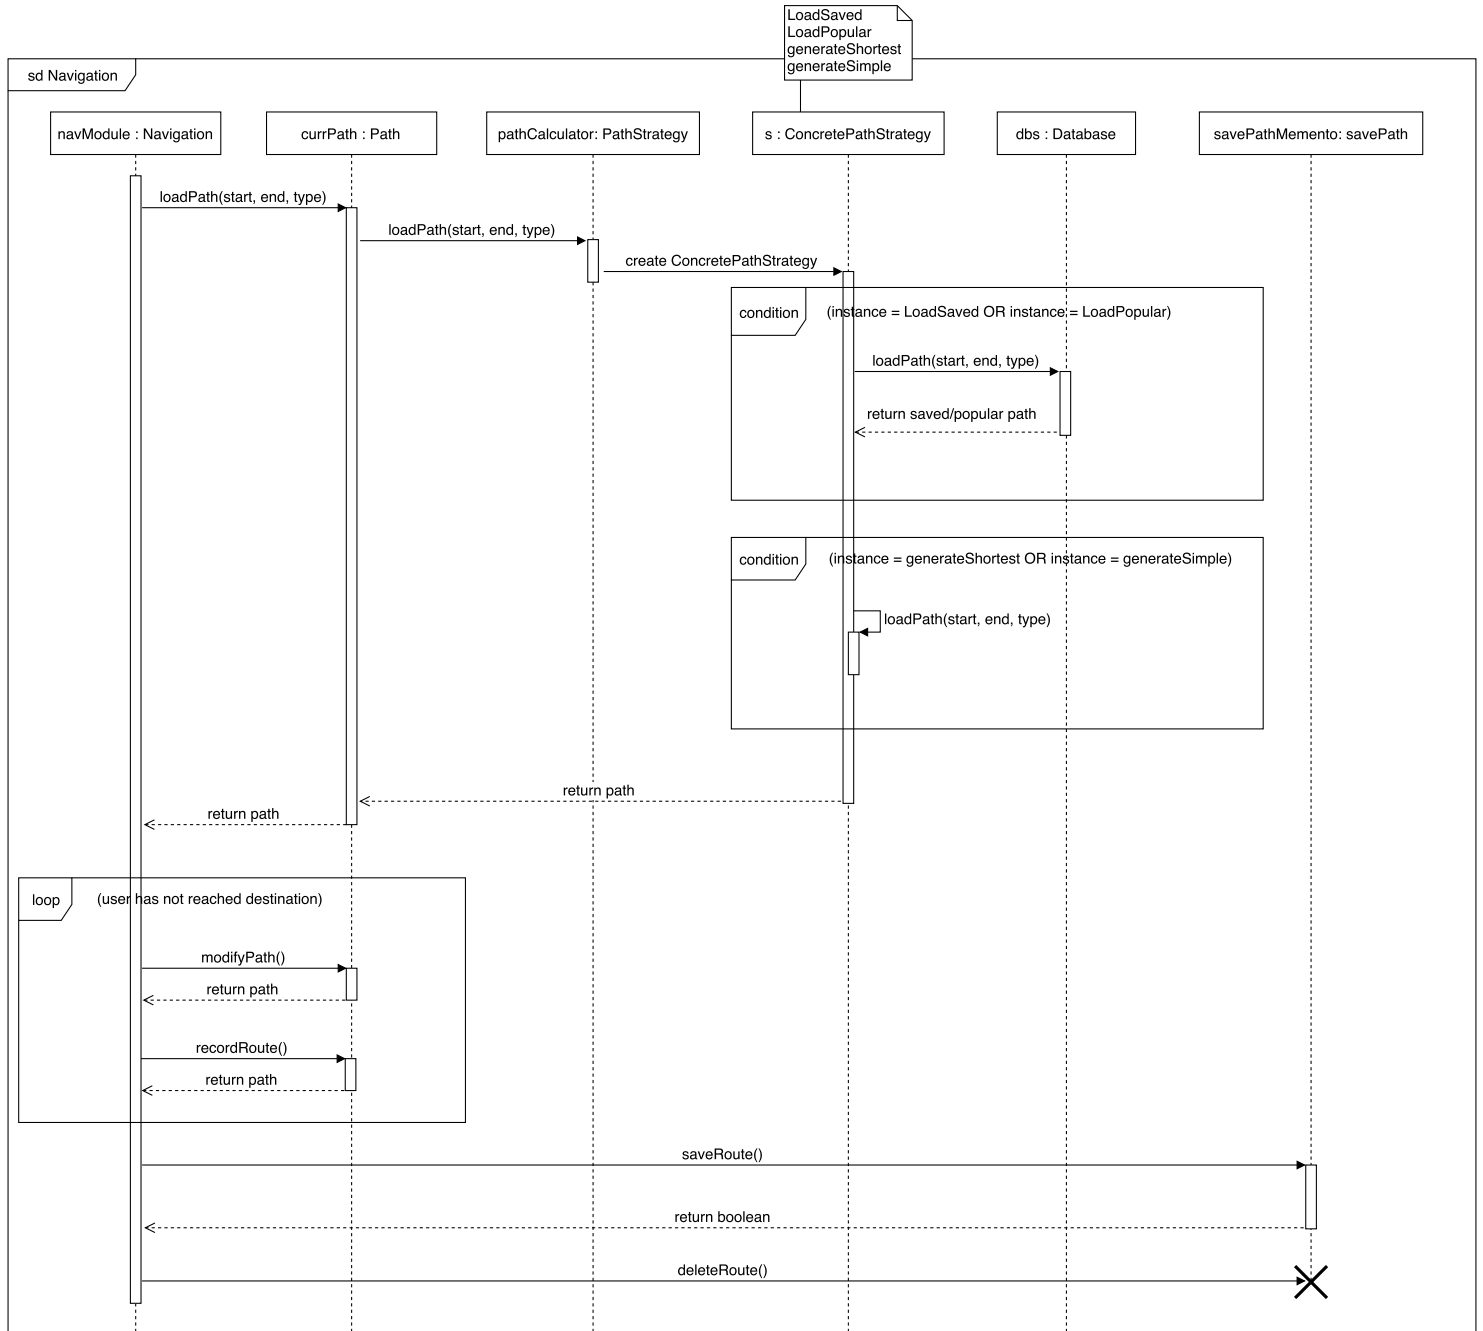 LoadSaved
LoadPopular
generateShortest
generateSimple
sd Navigation
navModule : Navigation
currPath : Path
pathCalculator: PathStrategy
s : ConcretePathStrategy
dbs : Database
savePathMemento: savePath
loadPath(start, end, type)
loadPath(start, end, type)
create ConcretePathStrategy
condition
(instance = LoadSaved OR instance = LoadPopular)
loadPath(start, end, type)
return saved/popular path
condition
(instance = generateShortest OR instance = generateSimple)
loadPath(start, end, type)
return path
return path
loop
(user has not reached destination)
modifyPath()
return path
recordRoute()
return path
saveRoute()
return boolean
deleteRoute()